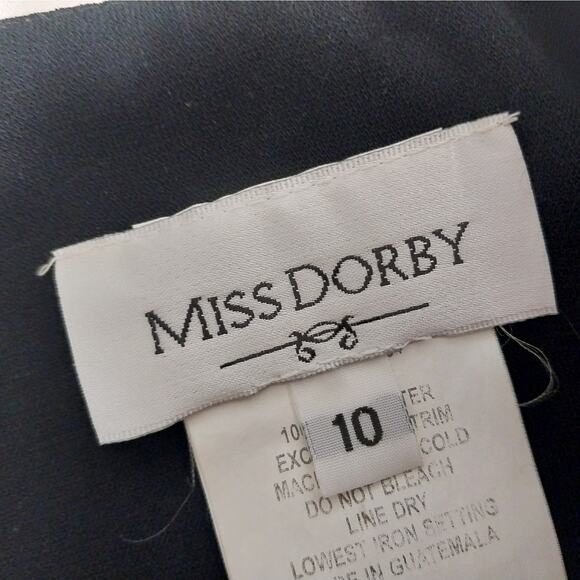 MISS DORBY
10
TRIM
COLD
DO NOT BLEACH
LINE DRY
LOWEST IRON SETTING
IN GUATEMALA